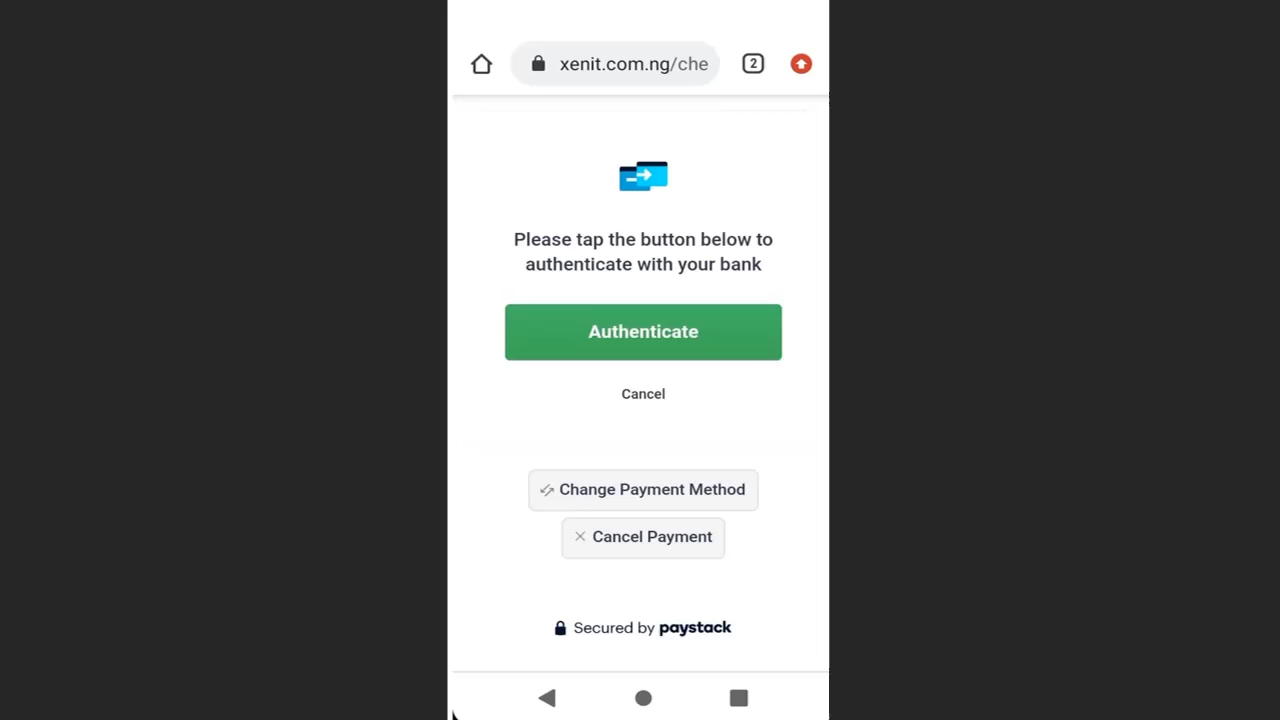 xenit.com.ng/che
2
Please tap the button below to
authenticate with your bank
Authenticate
Cancel
Change Payment Method
Cancel Payment
Secured by paystack